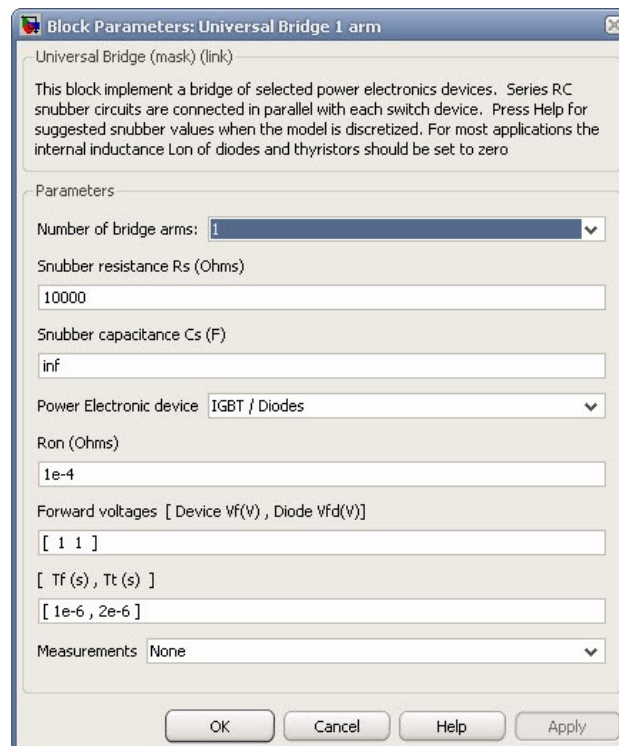 Block Parameters: Universal Bridge 1 arm
Universal Bridge (mask) (link)
This block implement a bridge of selected power electronics devices. Series RC
snubber circuits are connected in parallel with each switch device. Press Help for
suggested snubber values when the model is discretized. For most applications the
internal inductance Lon of diodes and thyristors should be set to zero
Parameters
Number of bridge arms: 1
Snubber resistance Rs (Ohms)
10000
Snubber capacitance Cs (F)
inf
Power Electronic device IGBT / Diodes
Ron (Ohms)
1e-4
Forward voltages [ Device Vf(V) , Diode Vfd(V)]
[ 1 1 ]
[ Tf (s) , Tt (s) ]
[ 1e-6 , 2e-6 ]
Measurements None
OK Cancel Help Apply